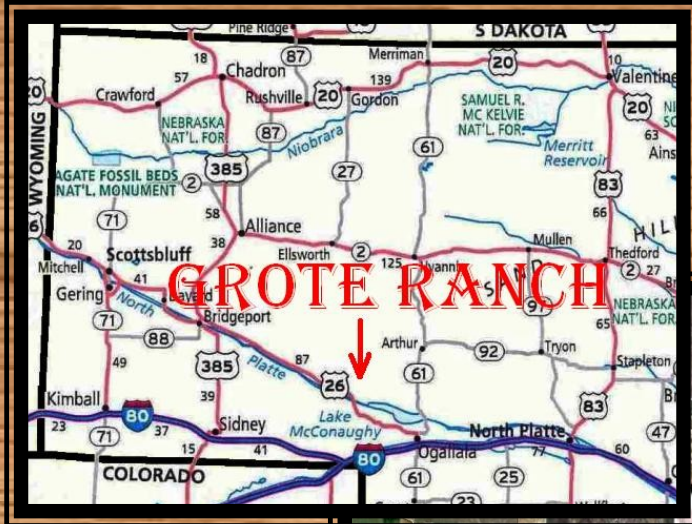 S DAKOTA
Pine Ridge
87
18
Merriman
20
10
Chadron
139
Valentine
57
Crawford
Rushville
20
Gordon
SAMUEL R.
MC KELVIE
NAT'L. FOR.
20
20
WYOMING
NEBRASKA
NAT'L. FOR.
87
Niobrara
61
Merritt
Reservoir
63
Ains
AGATE FOSSIL BEDS
NAT'L. MONUMENT
2
385
27
83
71
58
66
Alliance
Mullen
Thedford
20
38
Ellsworth
2
125
2
27
Mitchell
Scottsbluff
41
GROTE RANCH
Gering
North
97
NEBRASKA
NAT'L. FOR.
71
Bridgeport
88
87
Arthur
92
Tryon
65
Stapleton
49
385
Platte
26
61
Kimball
39
83
80
Lake
McConaughy
23
37
Sidney
North Platte
47
71
15
41
80
Ogallala
77
60
COLORADO
61
25
23